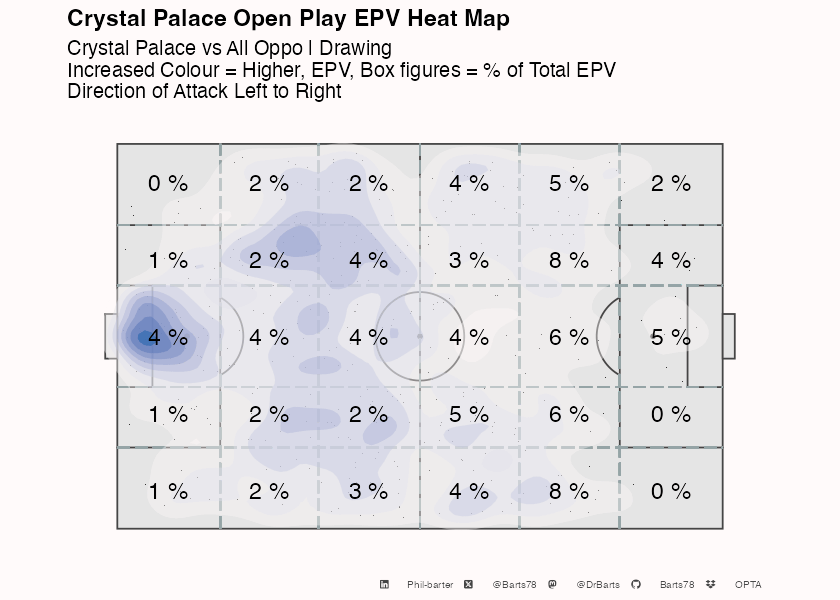 Crystal Palace Open Play EPV Heat Map
Crystal Palace vs All Oppo | Drawing
Increased Colour = Higher, EPV, Box figures = % of Total EPV
Direction of Attack Left to Right
0 % 2 % 2 % 4 % 5 % 2 %
1 % 2 % 4 % 3 % 8 % 4 %
4 % 4 % 4 % 4 % 6 % 5 %
1 % 2 % 2 % 5 % 6 % 0 %
1 % 2 % 3 % 4 % 8 % 0 %
Phil-barter @Barts78 @DrBarts Barts78 OPTA